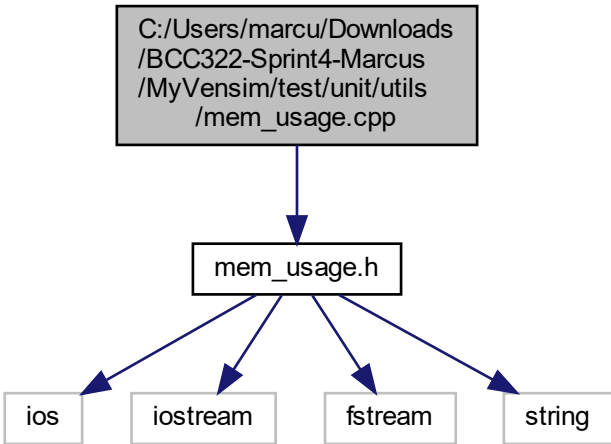 C:/Users/marcu/Downloads
/BCC322-Sprint4-Marcus
/MyVensim/test/unit/utils
/mem_usage.cpp
mem_usage.h
ios
iostream
fstream
string